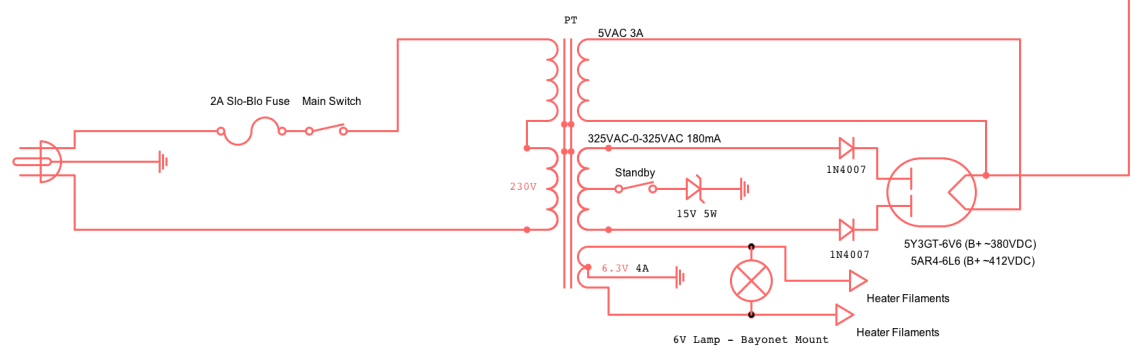 PT
5VAC 3A
2A Slo-Blo Fuse
Main Switch
325VAC-0-325VAC 180mA
1N4007
Standby
230V
15V 5W
5Y3GT-6V6 (B+ ~380VDC)
1N4007
5AR4-6L6 (B+ ~412VDC)
6.3V 4A
Heater Filaments
Heater Filaments
6V Lamp - Bayonet Mount